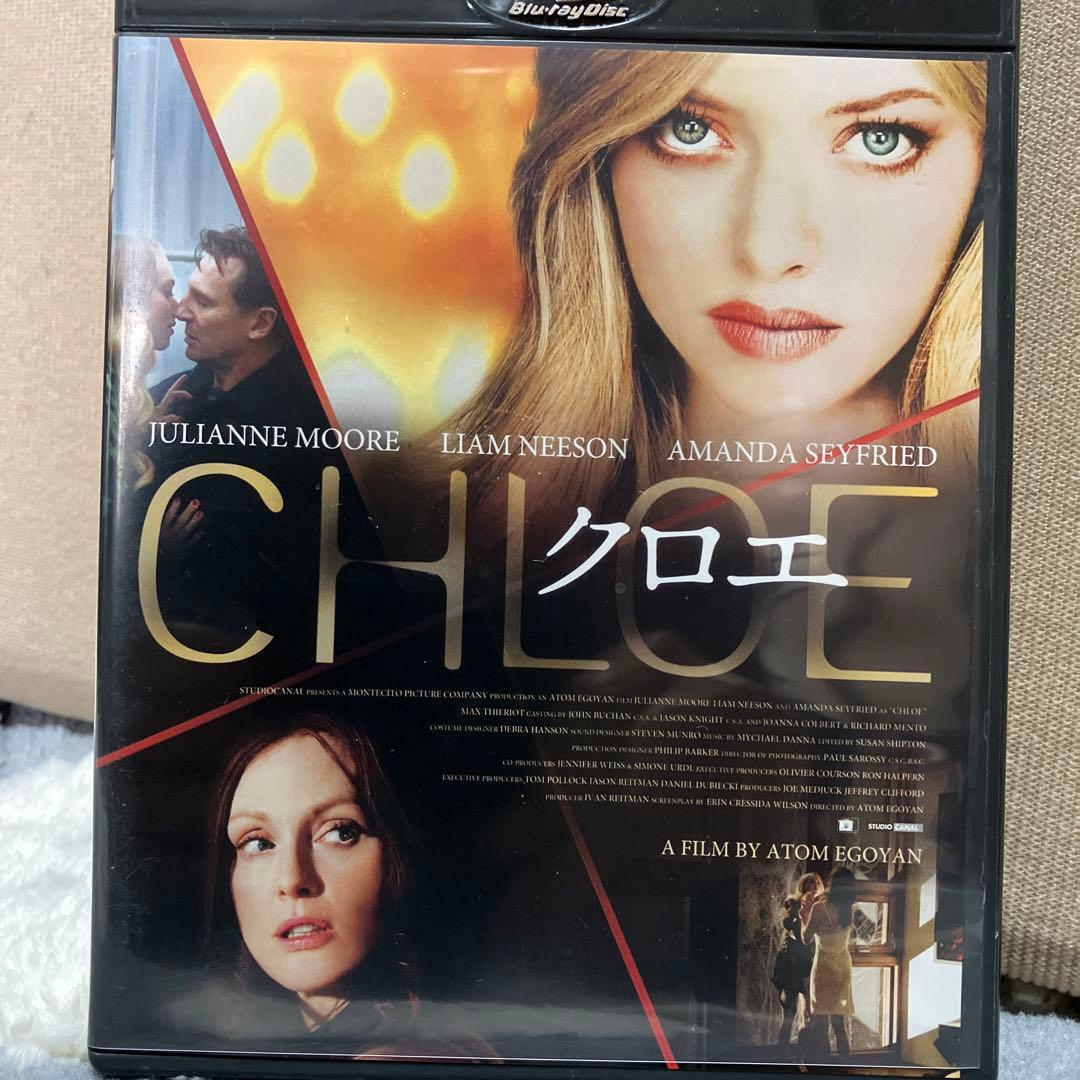 Blu-ray Disc
JULIANNE MOORE LIAM NEESON AMANDA SEYFRIED
CHLOE
クロエ
STUDIOCANAL PRESENTS A MONTECITO PICTURE COMPANY PRODUCTION AN ATOM EGOYAN FILM JULIANNE MOORE LIAM NEESON AND AMANDA SEYFRIED AS "CHLOE"
MAX THIERIOT CASTING BY JOHN BUCHAN C.S.A. & JASON KNIGHT C.S.A. AND JOANNA COLBERT & RICHARD MENTO
COSTUME DESIGNER DEBRA HANSON SOUND DESIGNER STEVEN MUNRO MUSIC BY MYCHAEL DANNA EDITED BY SUSAN SHIPTON
PRODUCTION DESIGNER PHILIP BARKER DIRECTOR OF PHOTOGRAPHY PAUL SAROSSY C.S.C., B.S.C.
CO-PRODUCERS JENNIFER WEISS & SIMONE URDL EXECUTIVE PRODUCERS OLIVIER COURSON RON HALPERN
EXECUTIVE PRODUCERS TOM POLLOCK JASON REITMAN DANIEL DUBIECKI PRODUCERS JOE MEDJUCK JEFFREY CLIFFORD
PRODUCER IVAN REITMAN SCREENPLAY BY ERIN CRESSIDA WILSON DIRECTED BY ATOM EGOYAN
STUDIO CANAL
A FILM BY ATOM EGOYAN